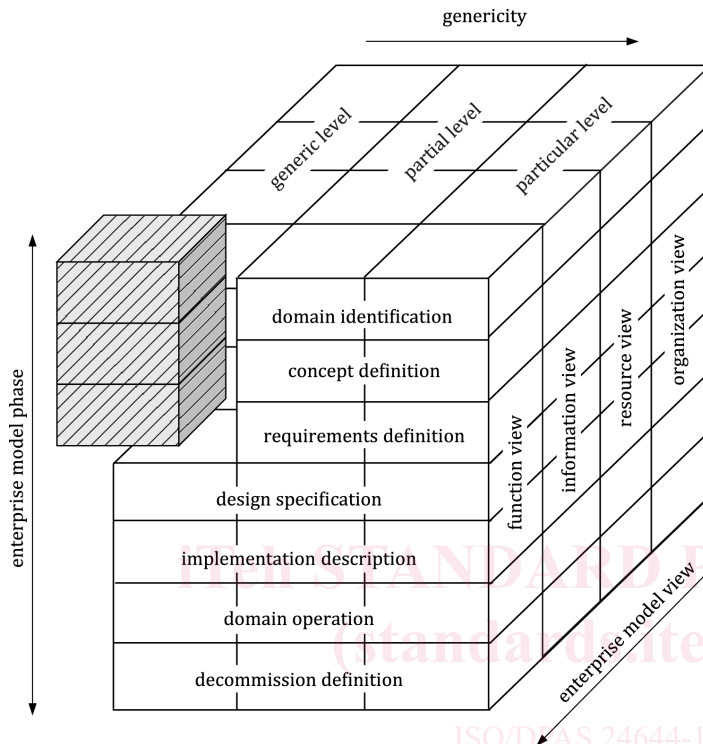 genericity
generic level
partial level
particular level
domain identification
concept definition
requirements definition
design specification
implementation description
domain operation
decommission definition
function view
information view
resource view
organization view
enterprise model phase
enterprise model view
iTeh STANDARD P
(standards.ite
ISO/DPAS 24644-1